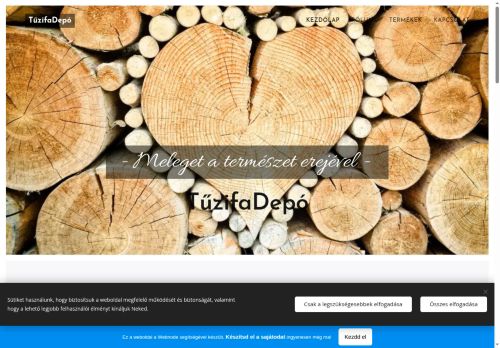 TűzifaDepó
KEZDŐLAP
TERMÉKEK
- Meleget a természet erejével -
TűzifaDepó
Sütiket használunk, hogy biztosítsuk a weboldal megfelelő működését és biztonságát, valamint
hogy a lehető legjobb felhasználói élményt kínáljuk Neked.
Csak a legszükségesebbek elfogadása
Összes elfogadása
Ez a weboldal a Webnode segítségével készült. Készítsd el a sajátodat ingyenesen még ma!
Kezdd el